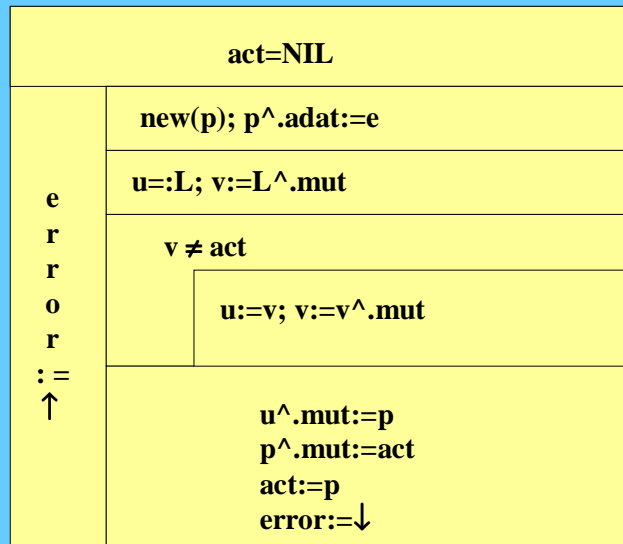 act=NIL
new(p); p^.adat:=e
u=:L; v:=L^.mut
v ≠ act
u:=v; v:=v^.mut
e
r
r
o
r
: =
↑
u^.mut:=p
p^.mut:=act
act:=p
error:=↓